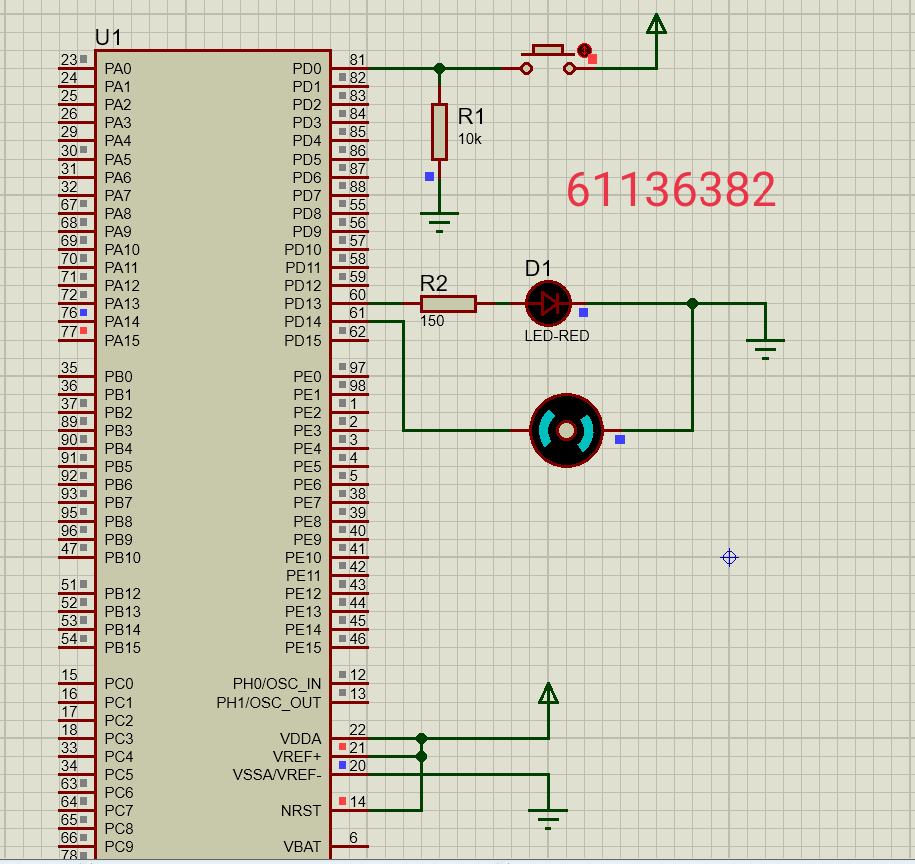 U1
23 PA0 PD0 81
24 PA1 PD1 82
25 PA2 PD2 83
26 PA3 PD3 84
29 PA4 PD4 85
30 PA5 PD5 86
31 PA6 PD6 87
32 PA7 PD7 88
67 PA8 PD8 55
68 PA9 PD9 56
69 PA10 PD10 57
70 PA11 PD11 58
71 PA12 PD12 59
72 PA13 PD13 60
76 PA14 PD14 61
77 PA15 PD15 62
35 PB0 PE0 97
36 PB1 PE1 98
37 PB2 PE2 1
89 PB3 PE3 2
90 PB4 PE4 3
91 PB5 PE5 4
92 PB6 PE6 5
93 PB7 PE7 38
95 PB8 PE8 39
96 PB9 PE9 40
47 PB10 PE10 41
PE11 42
51 PB12 PE12 43
52 PB13 PE13 44
53 PB14 PE14 45
54 PB15 PE15 46
15 PC0 PH0/OSC_IN 12
16 PC1 PH1/OSC_OUT 13
17 PC2
18 PC3 VDDA 22
33 PC4 VREF+ 21
34 PC5 VSSA/VREF- 20
63 PC6
64 PC7 NRST 14
65 PC8
66 PC9 VBAT 6
78
R1
10k
61136382
R2
150
D1
LED-RED